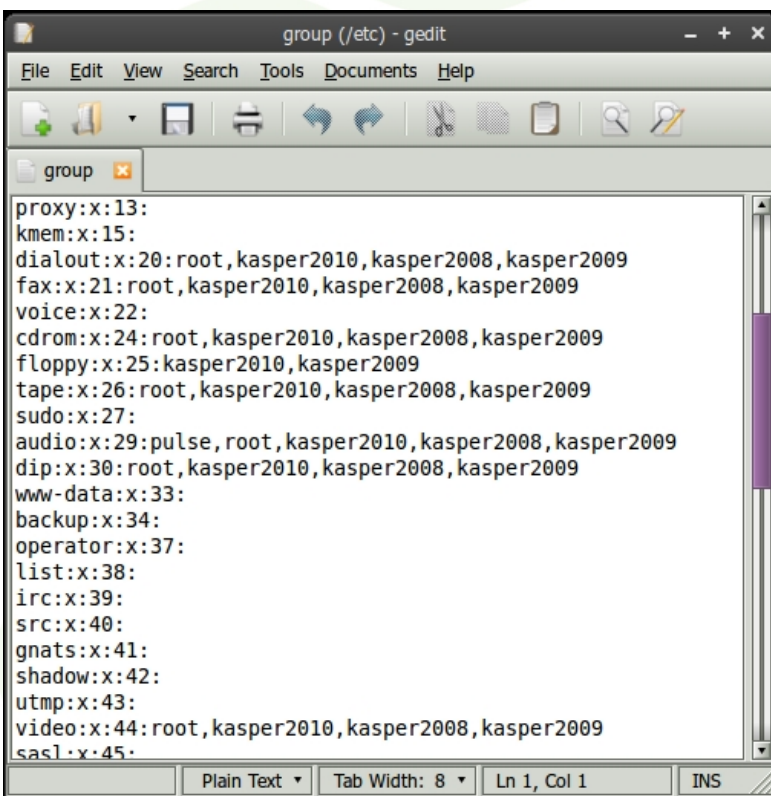 group (/etc) - gedit
File Edit View Search Tools Documents Help
group
proxy:x:13:
kmem:x:15:
dialout:x:20:root,kasper2010,kasper2008,kasper2009
fax:x:21:root,kasper2010,kasper2008,kasper2009
voice:x:22:
cdrom:x:24:root,kasper2010,kasper2008,kasper2009
floppy:x:25:kasper2010,kasper2009
tape:x:26:root,kasper2010,kasper2008,kasper2009
sudo:x:27:
audio:x:29:pulse,root,kasper2010,kasper2008,kasper2009
dip:x:30:root,kasper2010,kasper2008,kasper2009
www-data:x:33:
backup:x:34:
operator:x:37:
list:x:38:
irc:x:39:
src:x:40:
gnats:x:41:
shadow:x:42:
utmp:x:43:
video:x:44:root,kasper2010,kasper2008,kasper2009
sasl:x:45:
Plain Text Tab Width: 8 Ln 1, Col 1 INS